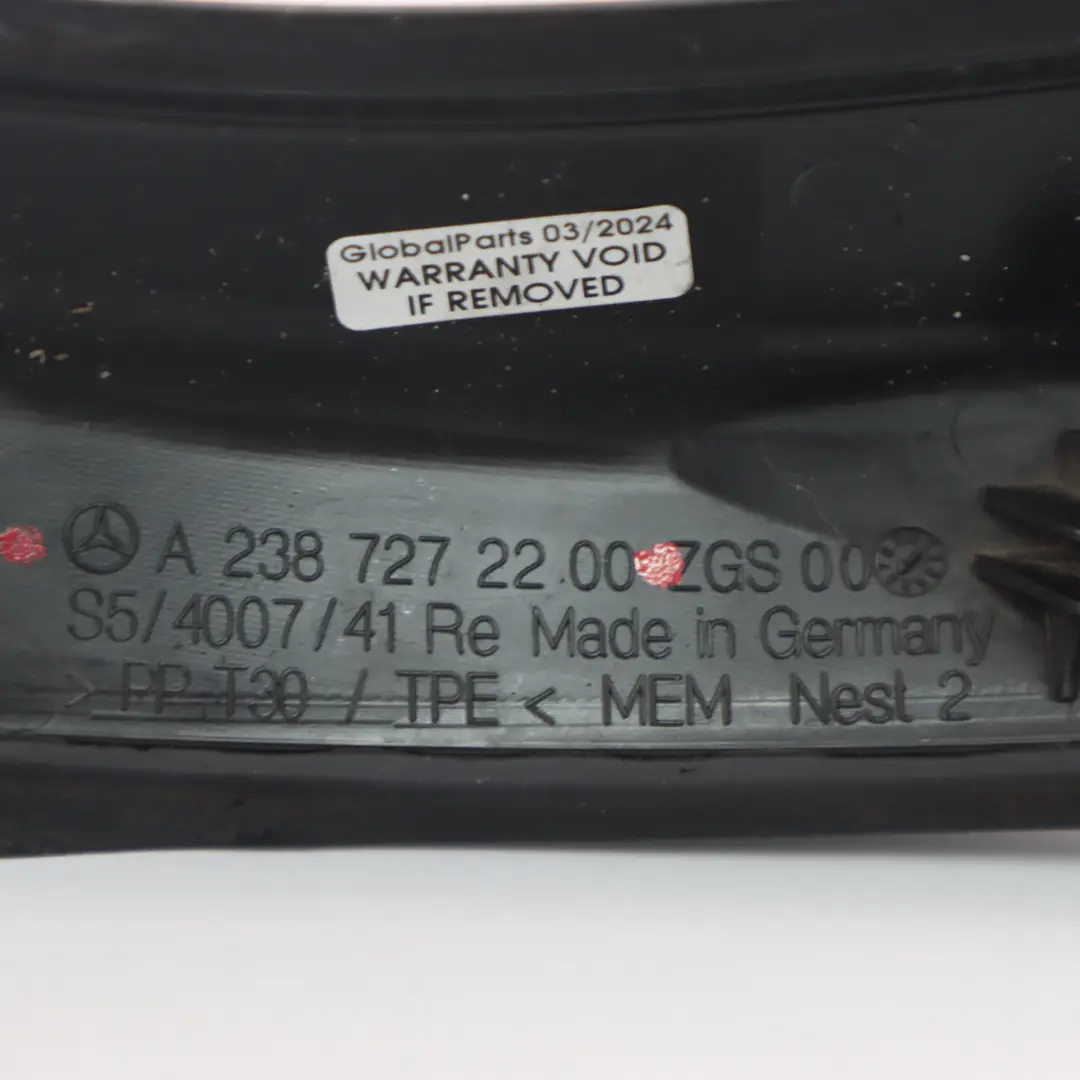 GlobalParts 03/2024
WARRANTY VOID
IF REMOVED
A 238 727 22 00 ZGS 00
S5/4007/41 Re Made in Germany
> PP T30 / TPE < MEM Nest 2